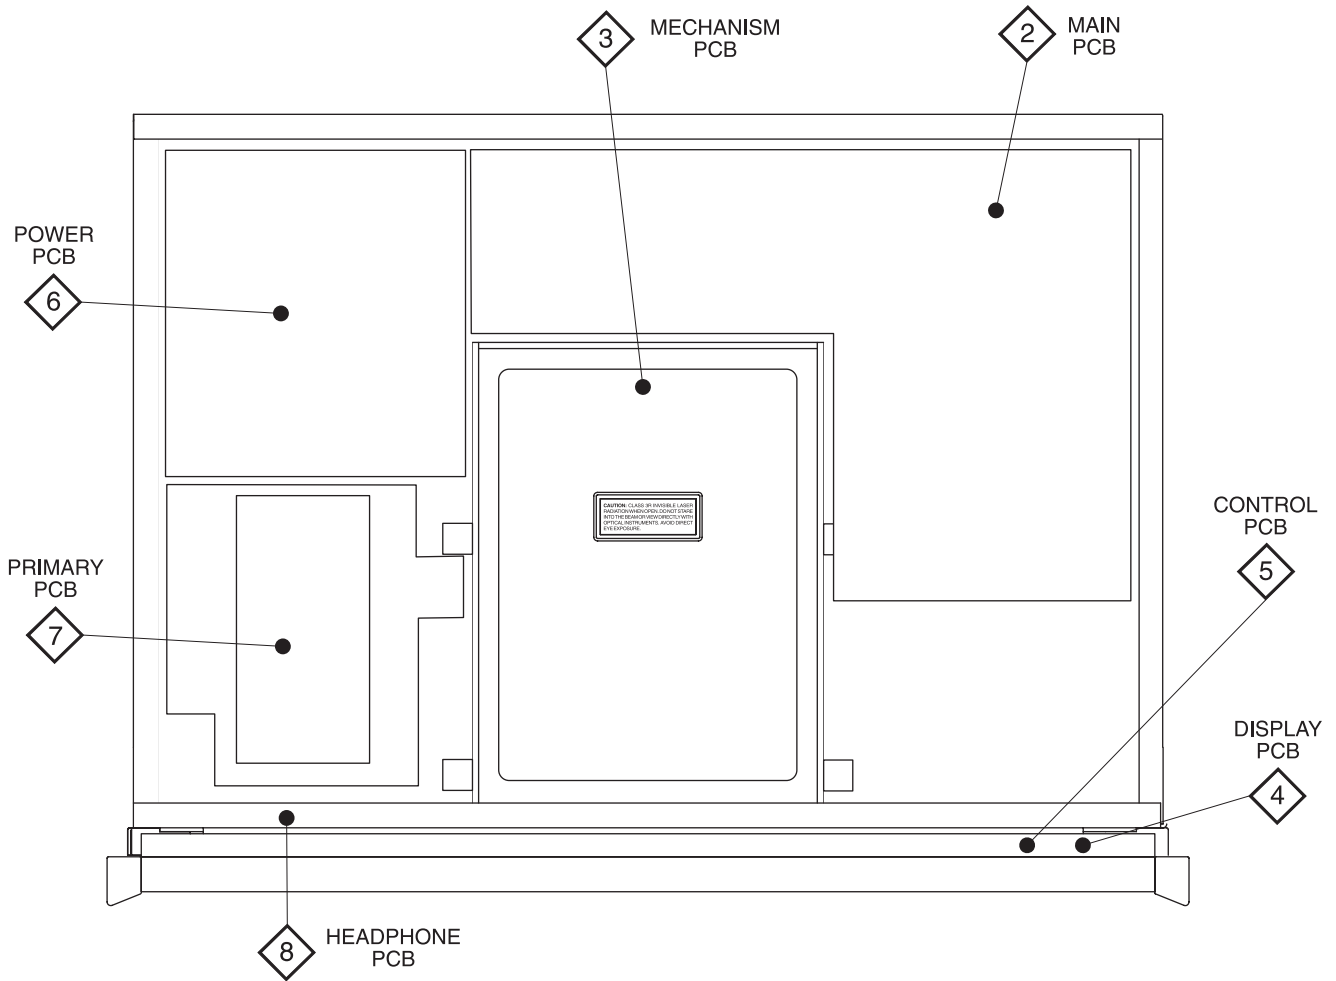 3
MECHANISM
PCB
2
MAIN
PCB
POWER
PCB
6
CAUTION: CLASS 3R INVISIBLE LASER
RADIATION WHEN OPEN. DO NOT STARE
INTO THE BEAM OR VIEW DIRECTLY WITH
OPTICAL INSTRUMENTS. AVOID DIRECT
EYE EXPOSURE.
CONTROL
PCB
5
PRIMARY
PCB
7
DISPLAY
PCB
4
8
HEADPHONE
PCB